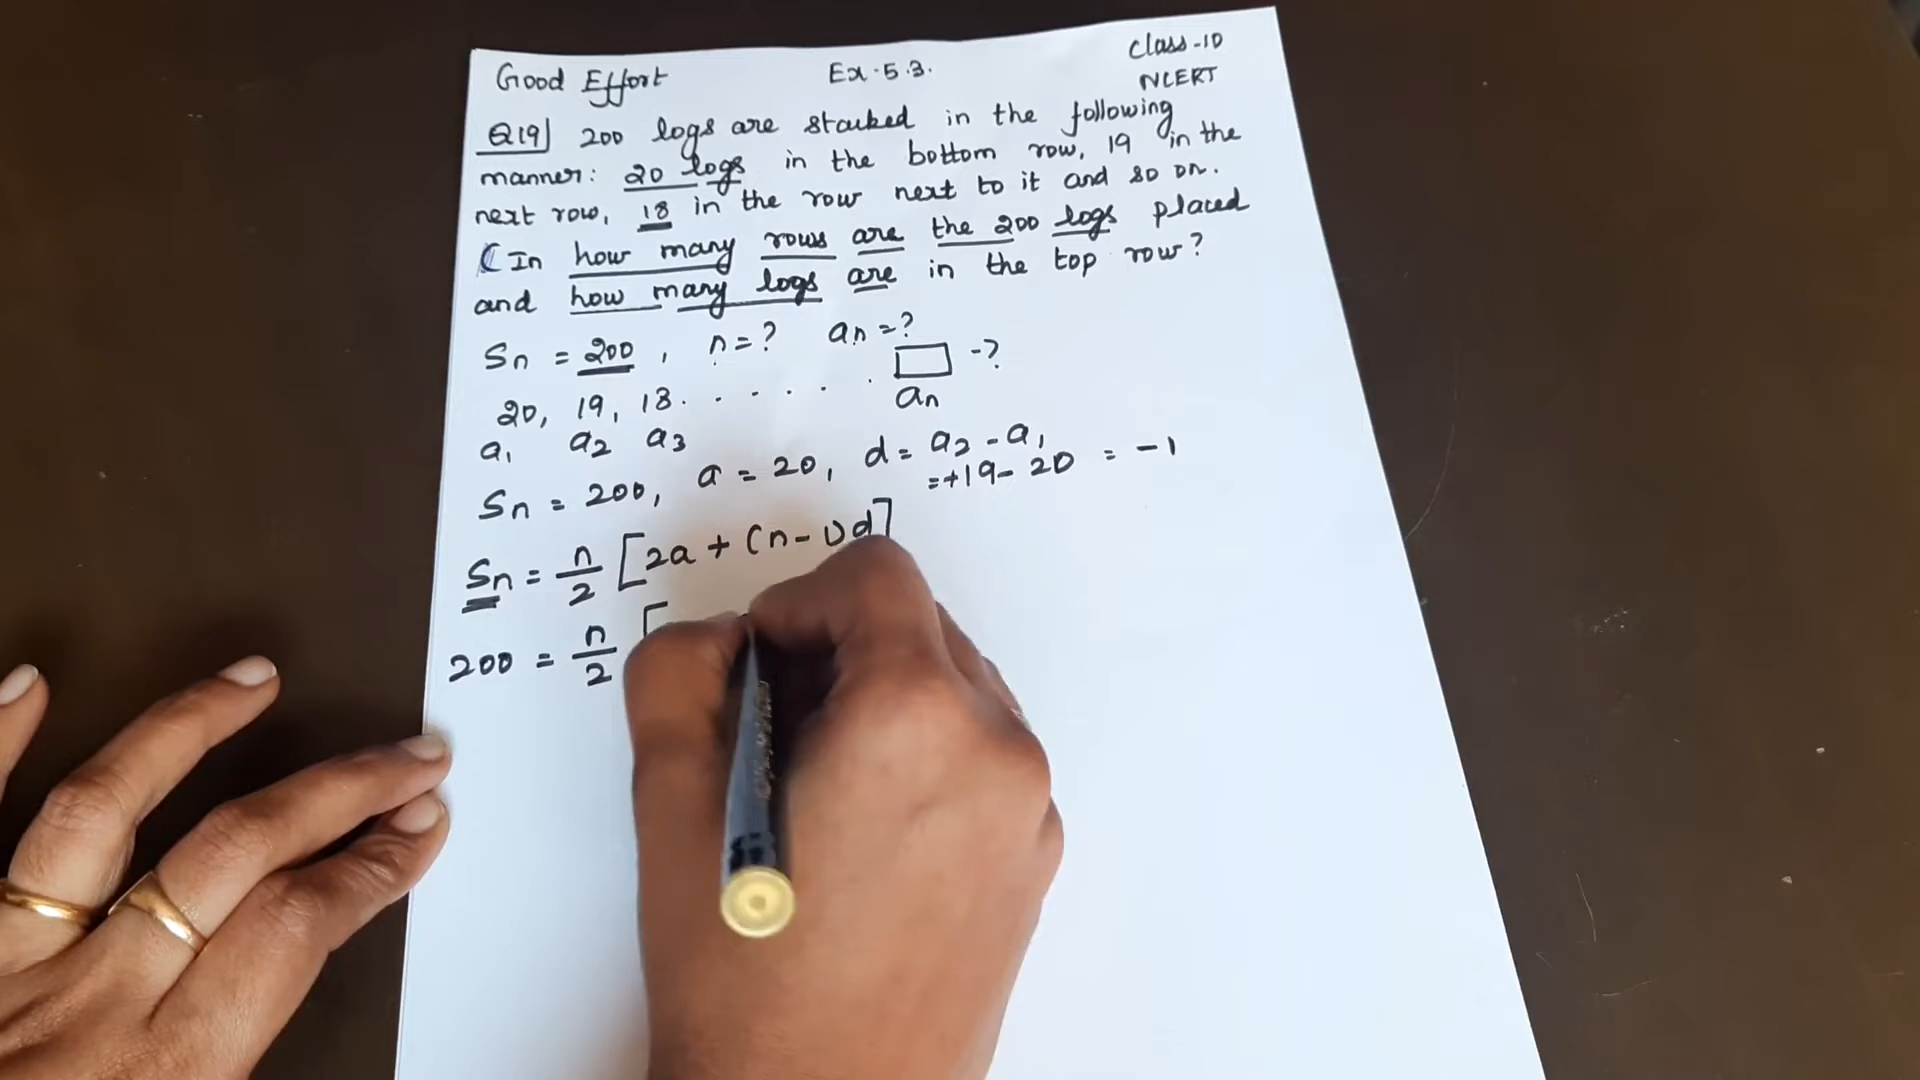 Good Effort
Ex. 5.3.
Class-10
NCERT
Q19] 200 logs are stacked in the following
manner: 20 logs in the bottom row, 19 in the
next row, 18 in the row next to it and so on.
(In how many rows are the 200 logs placed
and how many logs are in the top row?
Sn = 200, n = ? an = ?
20, 19, 18. . . . . . . □ -?
a1 a2 a3 an
Sn = 200, a = 20, d = a2 - a1
= +19 - 20 = -1
Sn = n/2 [2a + (n-1)d]
200 = n/2 [